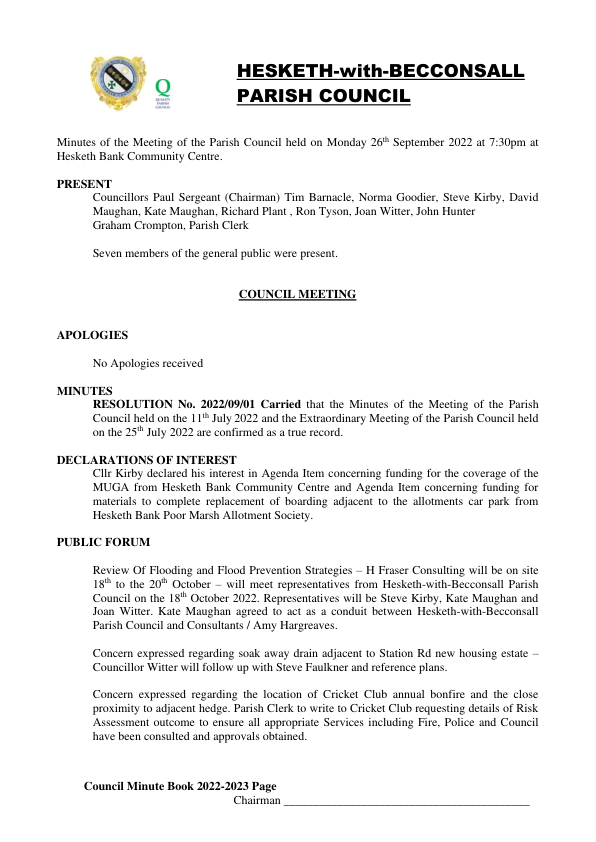 HESKETH-with-BECCONSALL
PARISH COUNCIL
Minutes of the Meeting of the Parish Council held on Monday 26th September 2022 at 7:30pm at
Hesketh Bank Community Centre.
PRESENT
Councillors Paul Sergeant (Chairman) Tim Barnacle, Norma Goodier, Steve Kirby, David
Maughan, Kate Maughan, Richard Plant , Ron Tyson, Joan Witter, John Hunter
Graham Crompton, Parish Clerk
Seven members of the general public were present.
COUNCIL MEETING
APOLOGIES
No Apologies received
MINUTES
RESOLUTION No. 2022/09/01 Carried that the Minutes of the Meeting of the Parish
Council held on the 11th July 2022 and the Extraordinary Meeting of the Parish Council held
on the 25th July 2022 are confirmed as a true record.
DECLARATIONS OF INTEREST
Cllr Kirby declared his interest in Agenda Item concerning funding for the coverage of the
MUGA from Hesketh Bank Community Centre and Agenda Item concerning funding for
materials to complete replacement of boarding adjacent to the allotments car park from
Hesketh Bank Poor Marsh Allotment Society.
PUBLIC FORUM
Review Of Flooding and Flood Prevention Strategies – H Fraser Consulting will be on site
18th to the 20th October – will meet representatives from Hesketh-with-Becconsall Parish
Council on the 18th October 2022. Representatives will be Steve Kirby, Kate Maughan and
Joan Witter. Kate Maughan agreed to act as a conduit between Hesketh-with-Becconsall
Parish Council and Consultants / Amy Hargreaves.
Concern expressed regarding soak away drain adjacent to Station Rd new housing estate –
Councillor Witter will follow up with Steve Faulkner and reference plans.
Concern expressed regarding the location of Cricket Club annual bonfire and the close
proximity to adjacent hedge. Parish Clerk to write to Cricket Club requesting details of Risk
Assessment outcome to ensure all appropriate Services including Fire, Police and Council
have been consulted and approvals obtained.
Council Minute Book 2022-2023 Page
Chairman __________________________________________